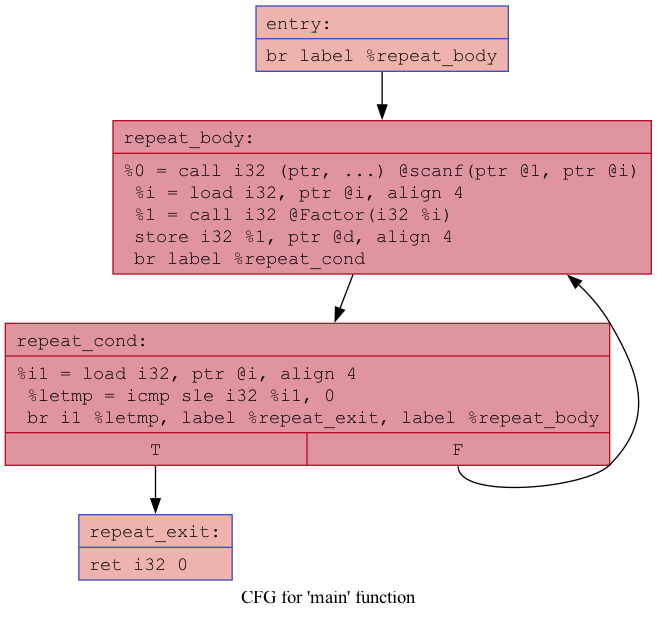 entry:
br label %repeat_body
repeat_body:
%0 = call i32 (ptr, ...) @scanf(ptr @1, ptr @i)
%i = load i32, ptr @i, align 4
%1 = call i32 @Factor(i32 %i)
store i32 %1, ptr @d, align 4
br label %repeat_cond
repeat_cond:
%i1 = load i32, ptr @i, align 4
%letmp = icmp sle i32 %i1, 0
br i1 %letmp, label %repeat_exit, label %repeat_body
T F
repeat_exit:
ret i32 0
CFG for 'main' function